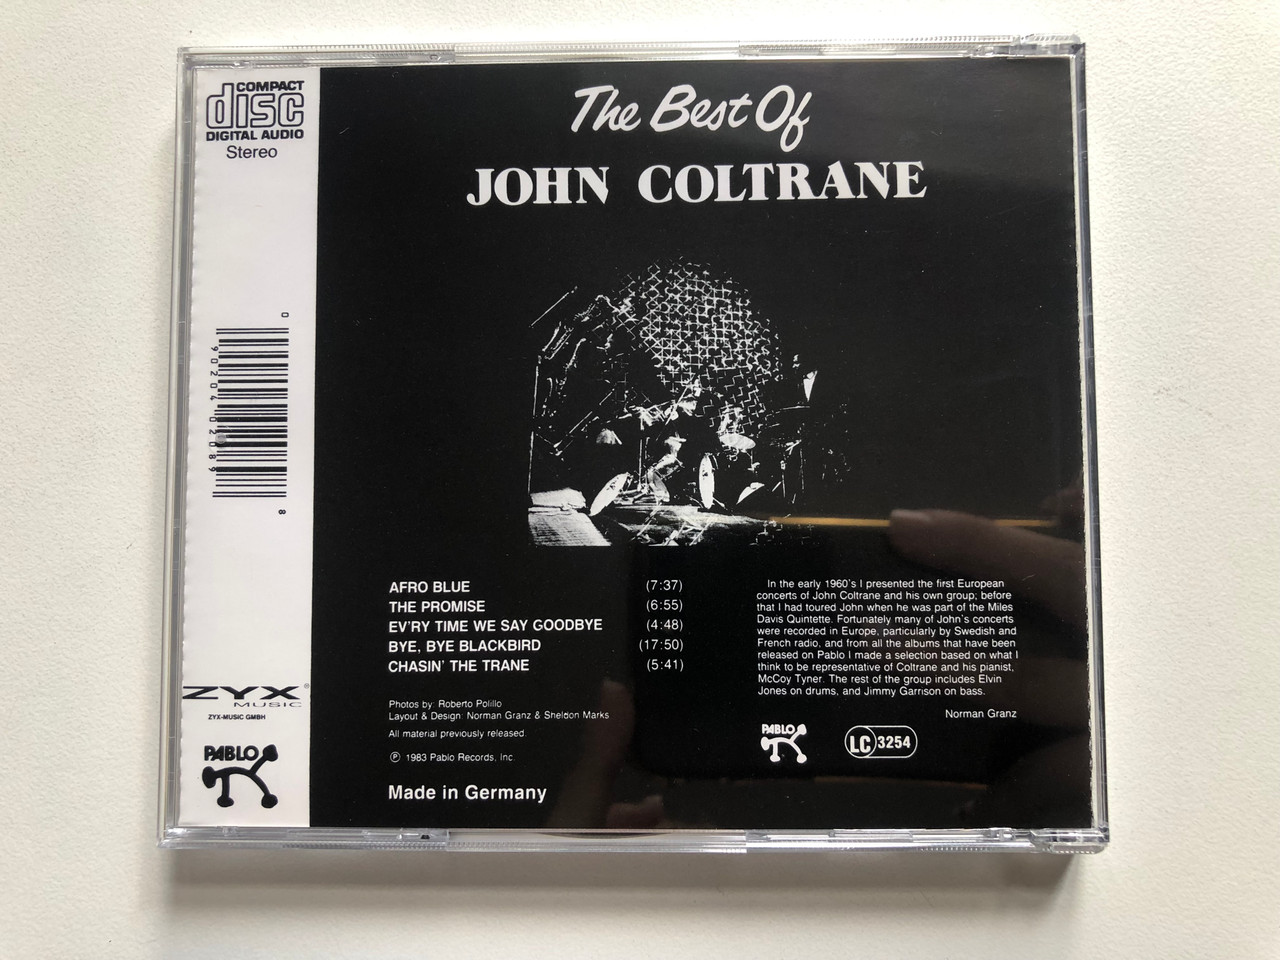 COMPACT
disc
DIGITAL AUDIO
Stereo
0 90204 02089 8
ZYX®
MUSIC
ZYX-MUSIC GMBH
PABLO
The Best Of
JOHN COLTRANE
AFRO BLUE (7:37)
THE PROMISE (6:55)
EV'RY TIME WE SAY GOODBYE (4:48)
BYE, BYE BLACKBIRD (17:50)
CHASIN' THE TRANE (5:41)
Photos by: Roberto Polillo
Layout & Design: Norman Granz & Sheldon Marks
All material previously released.
℗ 1983 Pablo Records, Inc.
Made in Germany
In the early 1960's I presented the first European
concerts of John Coltrane and his own group; before
that I had toured John when he was part of the Miles
Davis Quintette. Fortunately many of John's concerts
were recorded in Europe, particularly by Swedish and
French radio, and from all the albums that have been
released on Pablo I made a selection based on what I
think to be representative of Coltrane and his pianist,
McCoy Tyner. The rest of the group includes Elvin
Jones on drums, and Jimmy Garrison on bass.
Norman Granz
PABLO
LC 3254